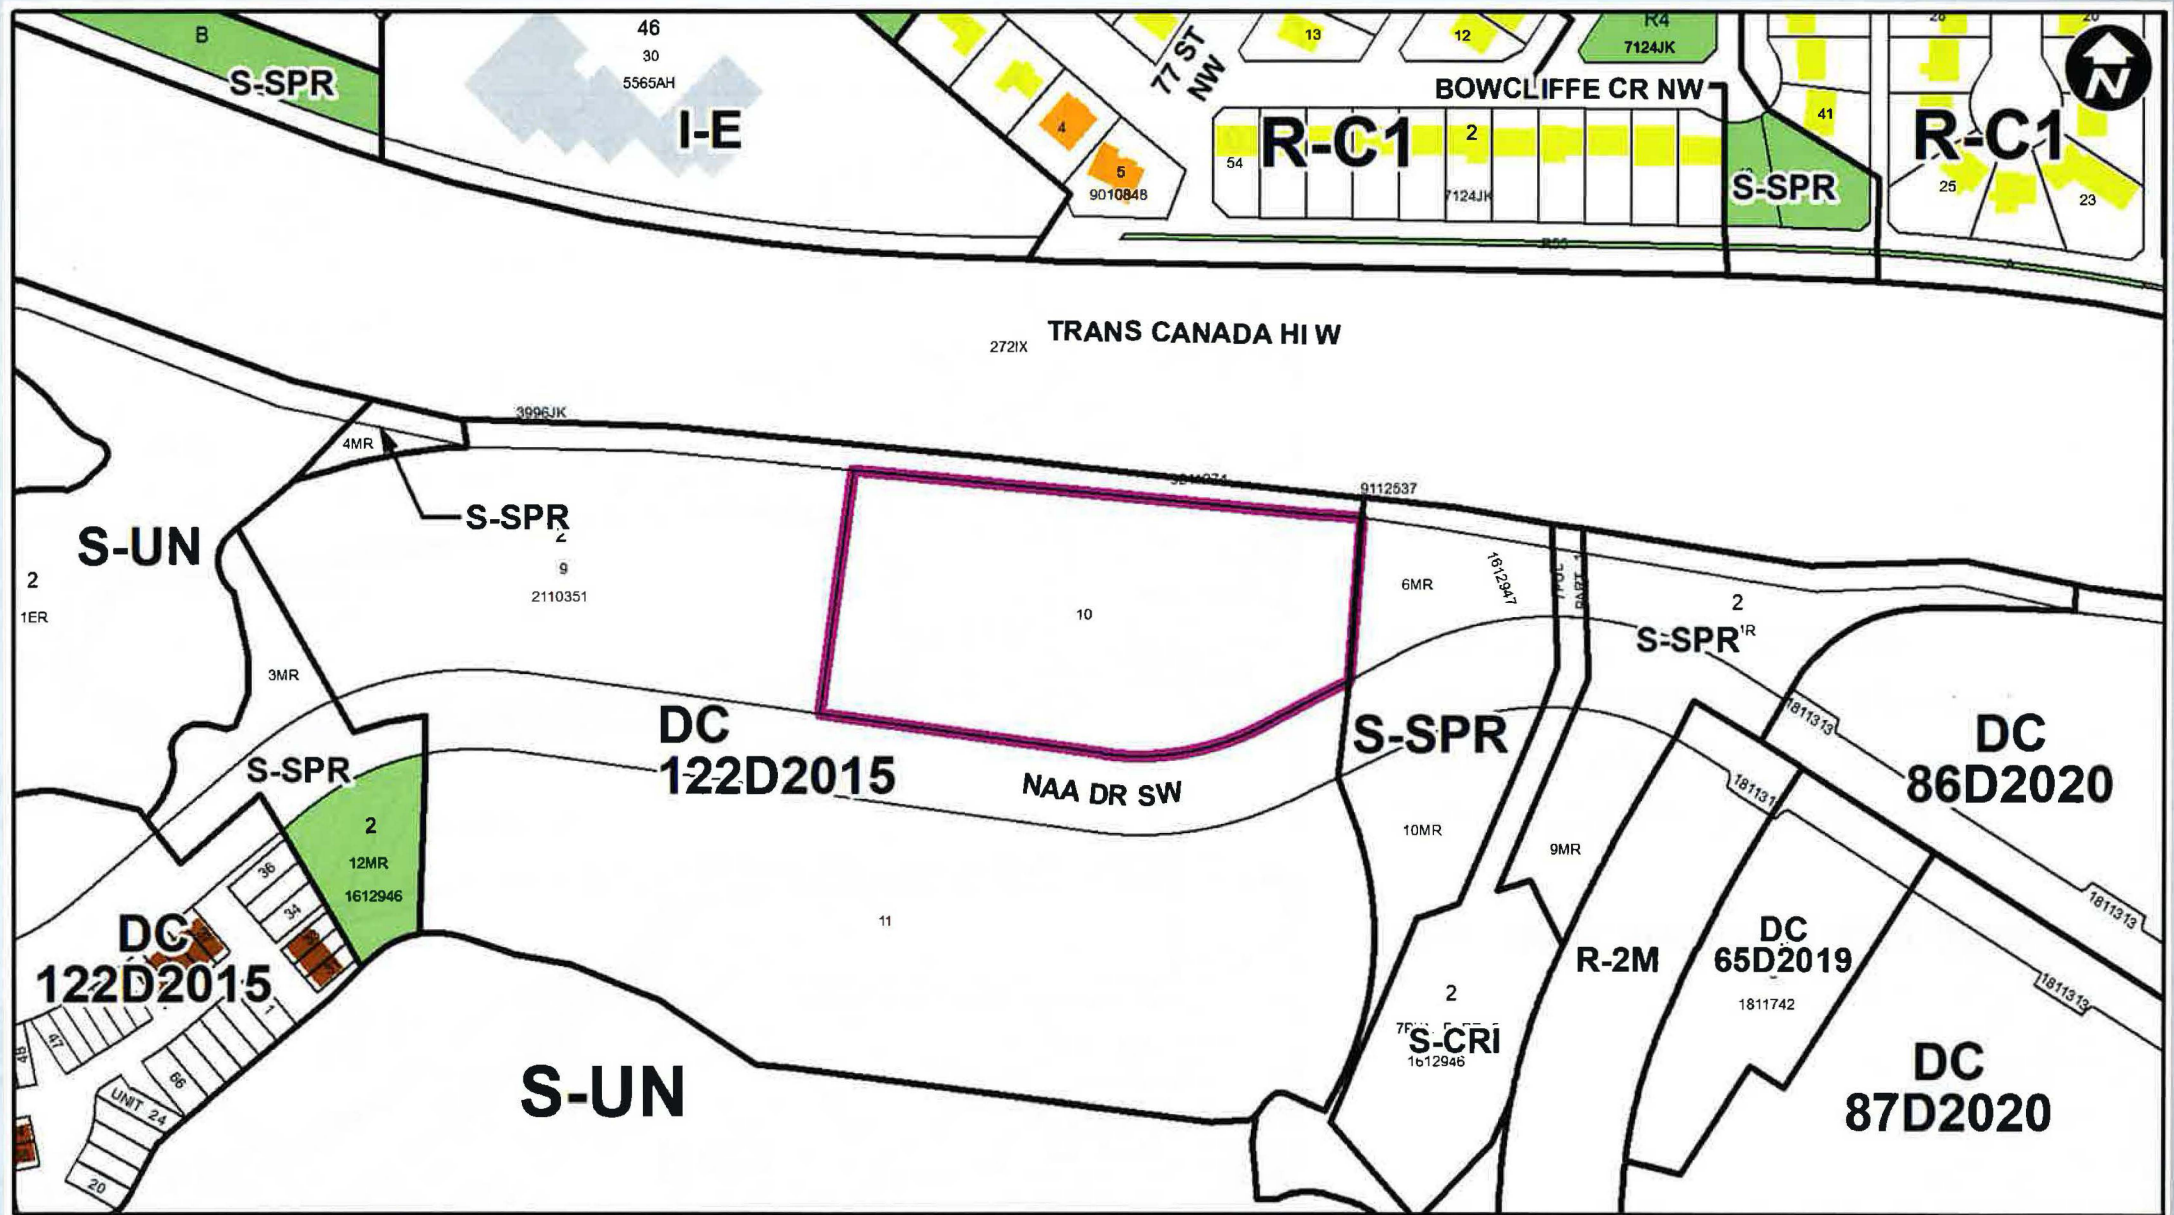 B
S-SPR
46
30
5565AH
I-E
4
5
9010848
77 ST
NW
13
12
R4
7124JK
BOWCLIFFE CR NW
54
R-C1
2
7124JK
S-SPR
41
R-C1
25
23
N
TRANS CANADA HI W
272IX
3996JK
4MR
S-SPR
S-UN
2
1ER
2
9
2110351
3MR
10
9112537
6MR
1612947
PART 1
2
S-SPR
1R
DC
122D2015
NAA DR SW
S-SPR
1811313
DC
86D2020
1811313
S-SPR
2
12MR
1612946
36
34
DC
122D2015
11
10MR
9MR
R-2M
DC
65D2019
1811742
1811313
2
S-CRI
1612946
47
1
66
UNIT 24
20
S-UN
DC
87D2020